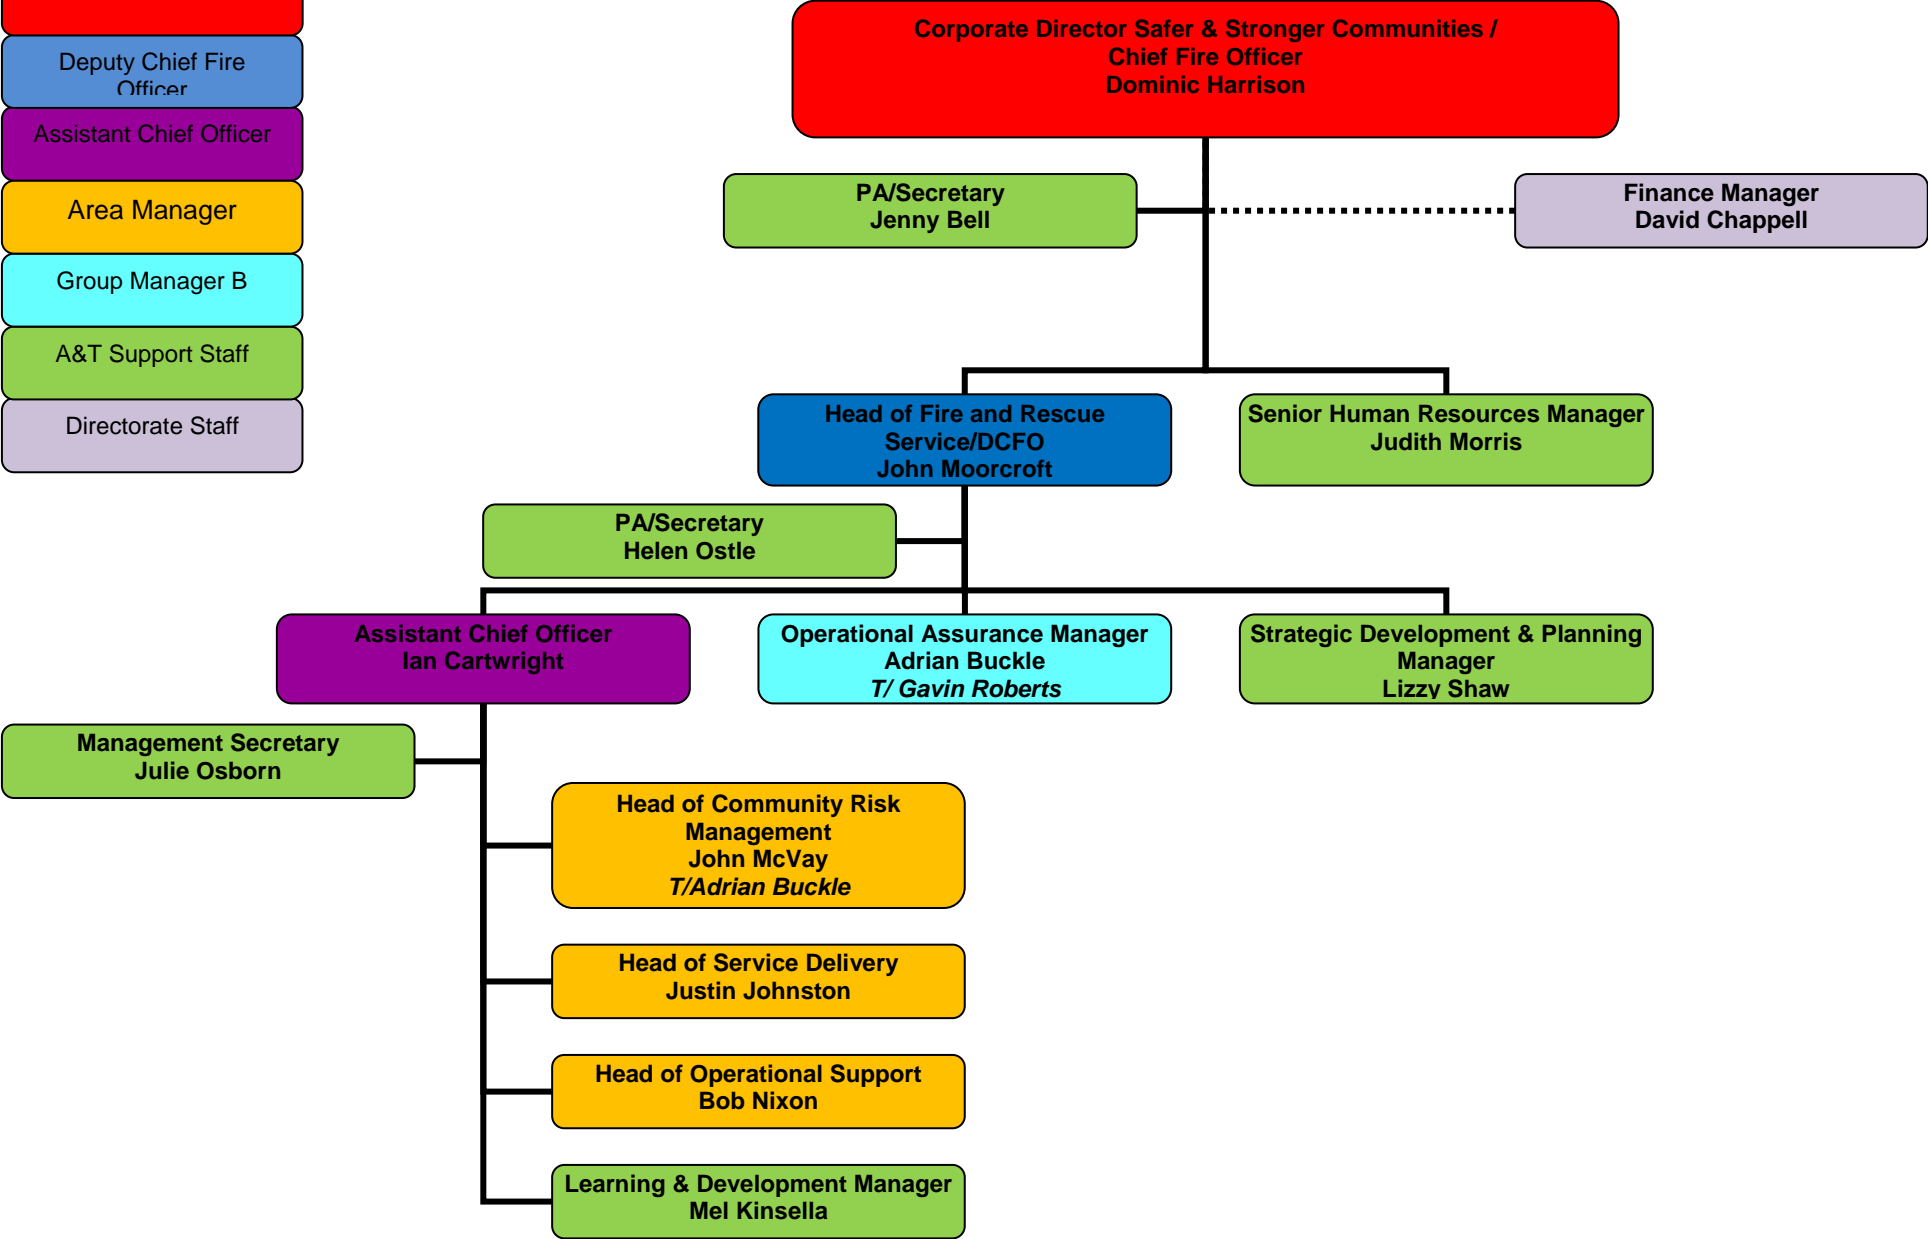 Deputy Chief Fire
Officer
Assistant Chief Officer
Area Manager
Group Manager B
A&T Support Staff
Directorate Staff
Corporate Director Safer & Stronger Communities /
Chief Fire Officer
Dominic Harrison
PA/Secretary
Jenny Bell
Finance Manager
David Chappell
Head of Fire and Rescue
Service/DCFO
John Moorcroft
Senior Human Resources Manager
Judith Morris
PA/Secretary
Helen Ostle
Assistant Chief Officer
Ian Cartwright
Operational Assurance Manager
Adrian Buckle
T/ Gavin Roberts
Strategic Development & Planning
Manager
Lizzy Shaw
Management Secretary
Julie Osborn
Head of Community Risk
Management
John McVay
T/Adrian Buckle
Head of Service Delivery
Justin Johnston
Head of Operational Support
Bob Nixon
Learning & Development Manager
Mel Kinsella